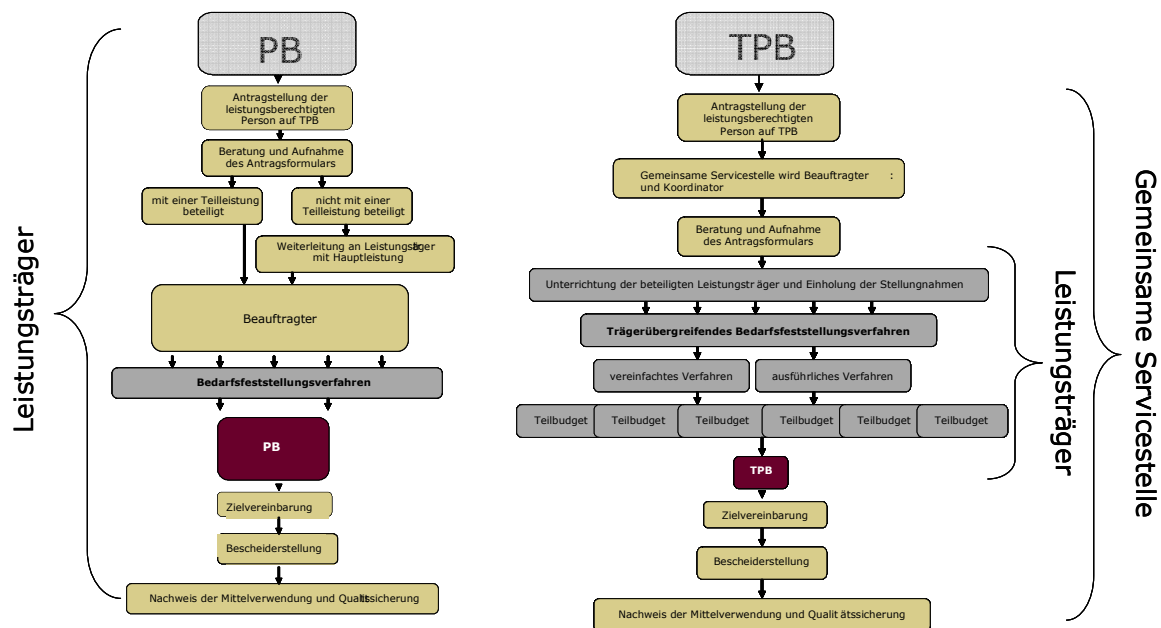 Leistungsträger
PB
Antragstellung der
leistungsberechtigten
Person auf TPB
Beratung und Aufnahme
des Antragsformulars
mit einer Teilleistung
beteiligt
nicht mit einer
Teilleistung beteiligt
Weiterleitung an Leistungsträger
mit Hauptleistung
Beauftragter
Bedarfsfeststellungsverfahren
PB
Zielvereinbarung
Bescheiderstellung
Nachweis der Mittelverwendung und Qualitätssicherung
TPB
Antragstellung der
leistungsberechtigten
Person auf TPB
Gemeinsame Servicestelle wird Beauftragter :
und Koordinator
Beratung und Aufnahme
des Antragsformulars
Unterrichtung der beteiligten Leistungsträger und Einholung der Stellungnahmen
Trägerübergreifendes Bedarfsfeststellungsverfahren
vereinfachtes Verfahren
ausführliches Verfahren
Teilbudget Teilbudget Teilbudget Teilbudget Teilbudget Teilbudget
TPB
Zielvereinbarung
Bescheiderstellung
Nachweis der Mittelverwendung und Qualitätssicherung
Leistungsträger
Gemeinsame Servicestelle